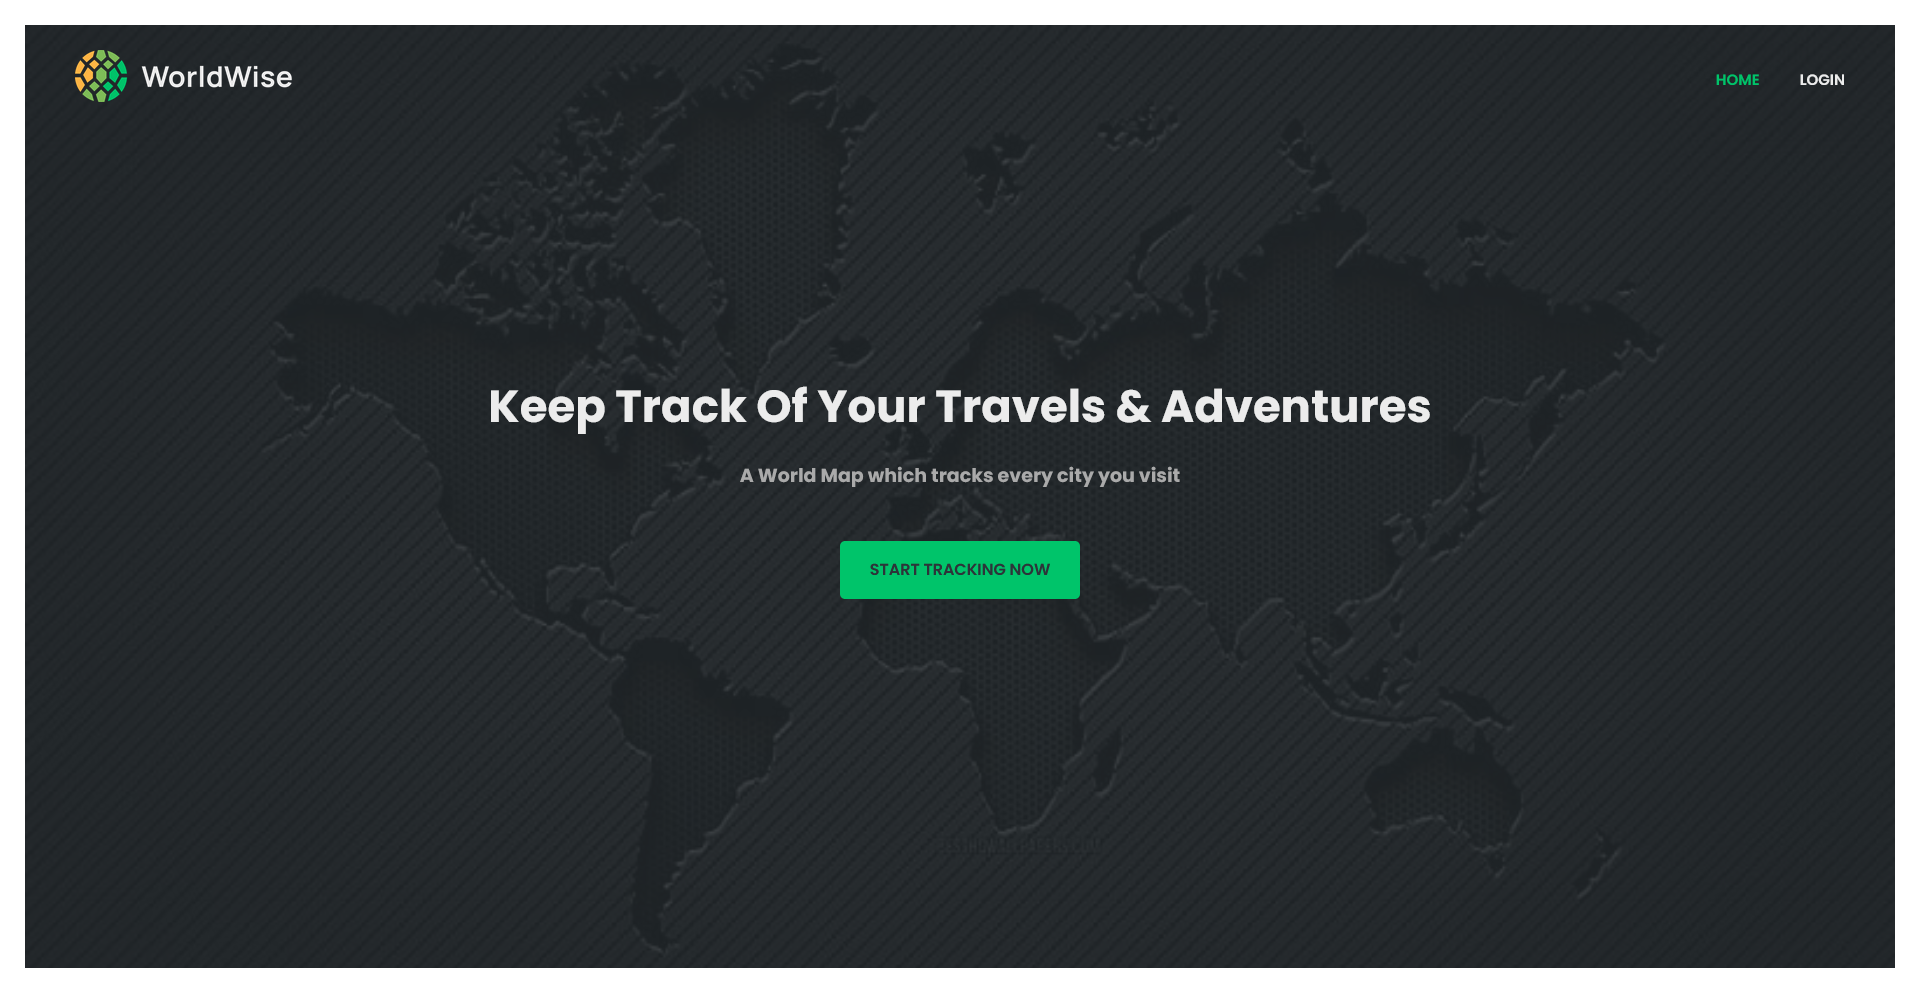 WorldWise
HOME
LOGIN
Keep Track Of Your Travels & Adventures
A World Map which tracks every city you visit
START TRACKING NOW